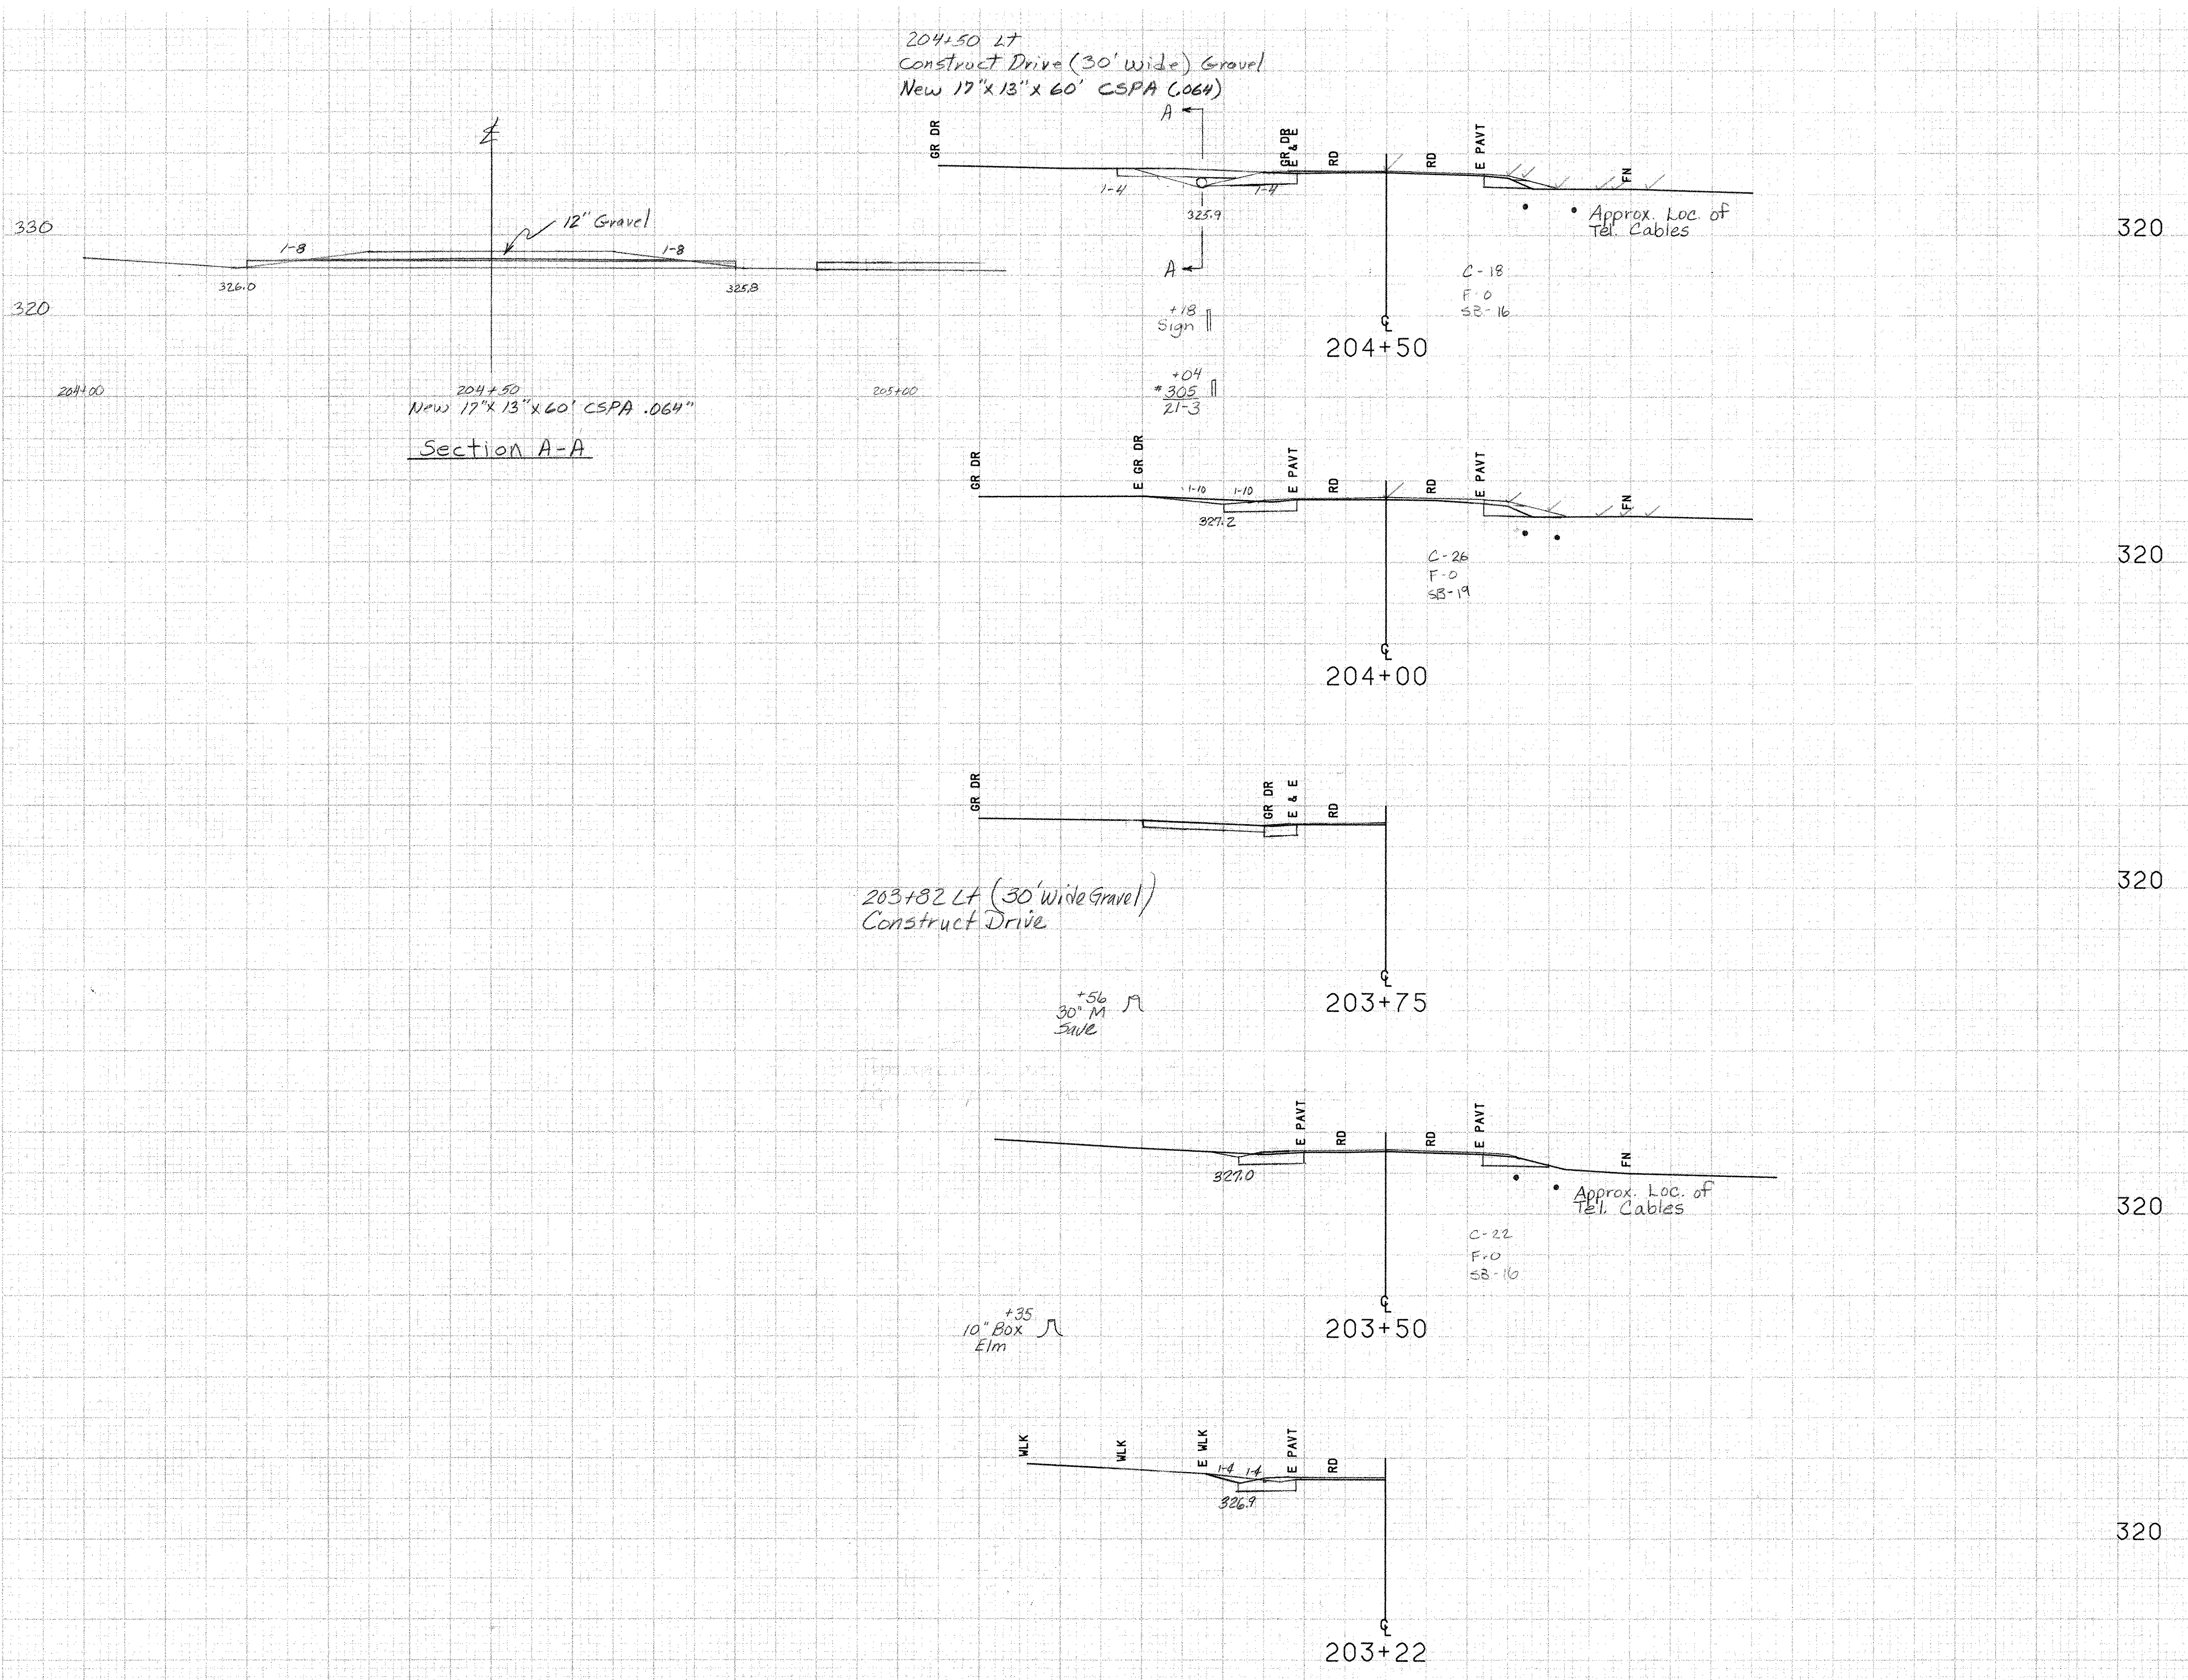 204+50 Lt
Construct Drive (30' wide) Gravel
New 17"x 13"x 60' CSPA (.064)
A
GR DR
GR DR
E & E
RD
RD
E PAVT
FN
1-4
1-4
325.9
Approx. Loc. of
Tel. Cables
320
A
C-18
F-0
SB-16
+18
Sign
℄
204+50
330
12" Gravel
1-8
1-8
326.0
325.8
320
204+00
204+50
205+00
New 17"x 13"x 60' CSPA .064"
Section A-A
+04
#305
21-3
GR DR
E GR DR
E PAVT
RD
RD
E PAVT
FN
1-10
1-10
327.2
320
C-26
F-0
SB-19
℄
204+00
GR DR
GR DR
E & E
RD
320
203+82 Lt (30' Wide Gravel)
Construct Drive
℄
203+75
+56
30" M
Save
E PAVT
RD
RD
E PAVT
FN
327.0
Approx. Loc. of
Tel. Cables
320
C-22
F-0
SB-16
℄
203+50
+35
10" Box
Elm
WLK
WLK
E WLK
E PAVT
RD
1-4
1-4
326.9
320
℄
203+22